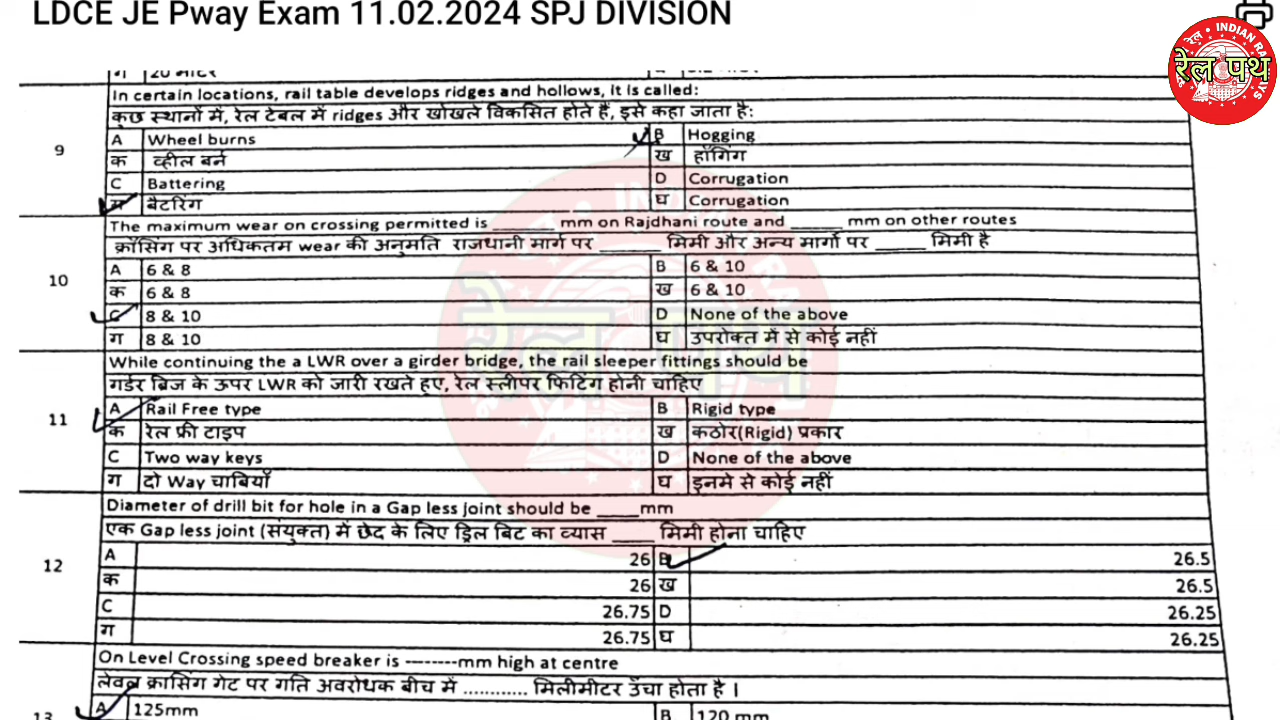 LDCE JE Pway Exam 11.02.2024 SPJ DIVISION
रेल पथ
ग 20 मीटर
In certain locations, rail table develops ridges and hollows, it is called:
कुछ स्थानों में, रेल टेबल में ridges और खोखले विकसित होते हैं, इसे कहा जाता है:
9
A Wheel burns B Hogging
क व्हील बर्न ख हॉगिंग
C Battering D Corrugation
ग बैटरिंग घ Corrugation
The maximum wear on crossing permitted is ______ mm on Rajdhani route and _____ mm on other routes
क्रॉसिंग पर अधिकतम wear की अनुमति राजधानी मार्ग पर ______ मिमी और अन्य मार्गों पर _____ मिमी है
10
A 6 & 8 B 6 & 10
क 6 & 8 ख 6 & 10
C 8 & 10 D None of the above
ग 8 & 10 घ उपरोक्त में से कोई नहीं
While continuing the a LWR over a girder bridge, the rail sleeper fittings should be
गर्डर ब्रिज के ऊपर LWR को जारी रखते हुए, रेल स्लीपर फिटिंग होनी चाहिए
11
A Rail Free type B Rigid type
क रेल फ्री टाइप ख कठोर(Rigid) प्रकार
C Two way keys D None of the above
ग दो Way चाबियाँ घ इनमे से कोई नहीं
Diameter of drill bit for hole in a Gap less joint should be ____mm
एक Gap less joint (संयुक्त) में छेद के लिए ड्रिल बिट का व्यास ____ मिमी होना चाहिए
12
A 26 B 26.5
क 26 ख 26.5
C 26.75 D 26.25
ग 26.75 घ 26.25
On Level Crossing speed breaker is --------mm high at centre
लेवल क्रासिंग गेट पर गति अवरोधक बीच में ............ मिलीमीटर उँचा होता है ।
13
A 125mm B. 120 mm